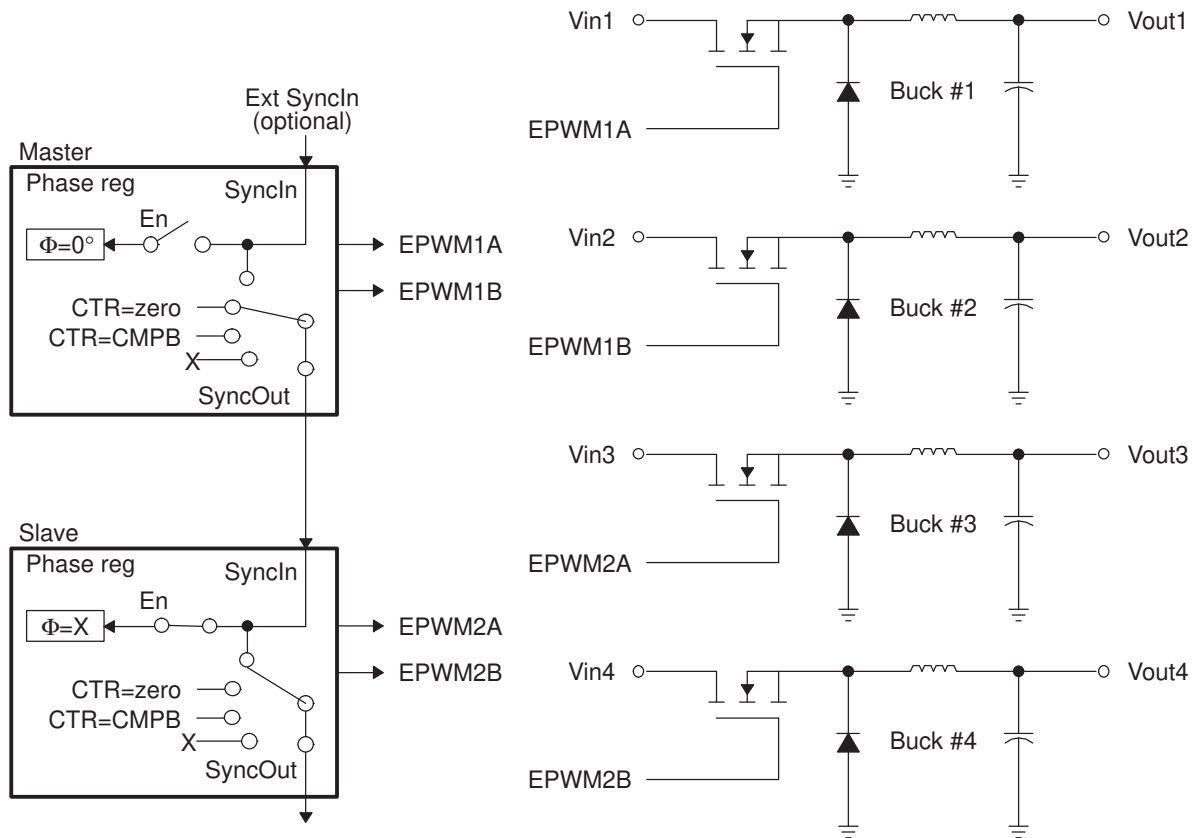 Ext SyncIn
(optional)
Master
Phase reg
SyncIn
En
Φ=0°
EPWM1A
EPWM1B
CTR=zero
CTR=CMPB
X
SyncOut
Slave
Phase reg
SyncIn
En
Φ=X
EPWM2A
EPWM2B
CTR=zero
CTR=CMPB
X
SyncOut
Vin1
Vout1
Buck #1
EPWM1A
Vin2
Vout2
Buck #2
EPWM1B
Vin3
Vout3
Buck #3
EPWM2A
Vin4
Vout4
Buck #4
EPWM2B